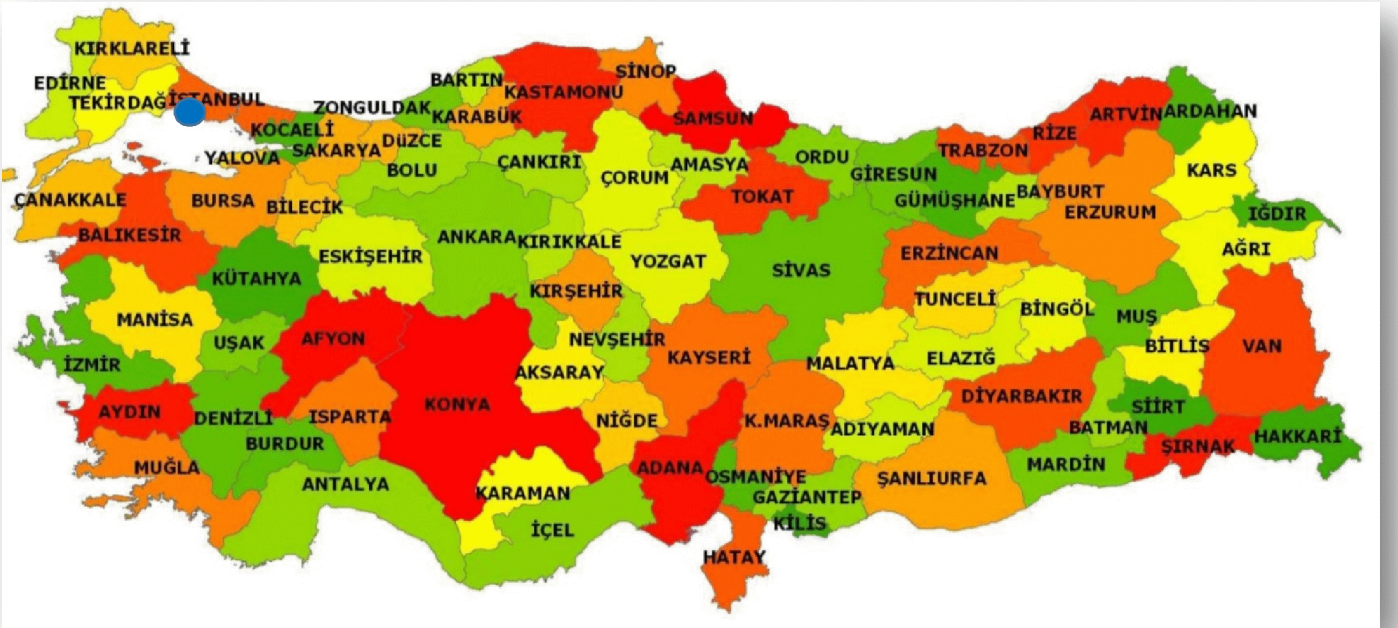 KIRKLARELİ
EDİRNE
TEKİRDAĞ
İSTANBUL
KOCAELİ
YALOVA
SAKARYA
ZONGULDAK
DüZCE
BARTIN
KARABÜK
KASTAMONU
SİNOP
SAMSUN
BOLU
ÇANKIRI
ÇORUM
AMASYA
TOKAT
ORDU
GİRESUN
GÜMÜŞHANE
TRABZON
RİZE
ARTVİN
ARDAHAN
BAYBURT
ERZURUM
KARS
IĞDIR
AĞRI
ÇANAKKALE
BURSA
BİLECİK
BALIKESİR
KÜTAHYA
ESKİŞEHİR
ANKARA
KIRIKKALE
YOZGAT
SİVAS
ERZİNCAN
TUNCELİ
BİNGÖL
MUŞ
BİTLİS
VAN
MANİSA
UŞAK
AFYON
KIRŞEHİR
NEVŞEHİR
KAYSERİ
MALATYA
ELAZIĞ
İZMİR
AKSARAY
AYDIN
DENİZLİ
ISPARTA
KONYA
NİĞDE
K.MARAŞ
ADIYAMAN
DİYARBAKIR
BATMAN
SİİRT
ŞIRNAK
HAKKARİ
BURDUR
MUĞLA
ANTALYA
KARAMAN
İÇEL
ADANA
OSMANİYE
GAZİANTEP
KİLİS
ŞANLIURFA
MARDİN
HATAY